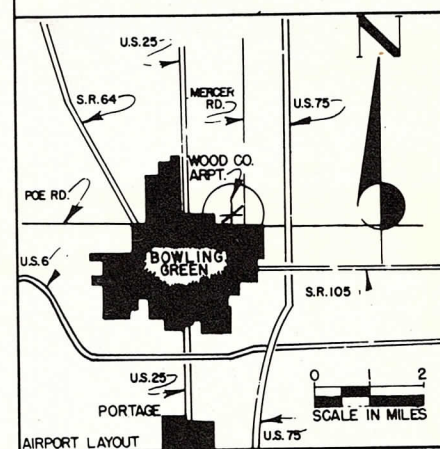 N
U.S.25
MERCER
RD.
U.S.75
S.R.64
WOOD CO.
ARPT.
POE RD.
BOWLING
GREEN
U.S.6
S.R.105
U.S.25
0 1 2
SCALE IN MILES
PORTAGE
U.S.75
AIRPORT LAYOUT